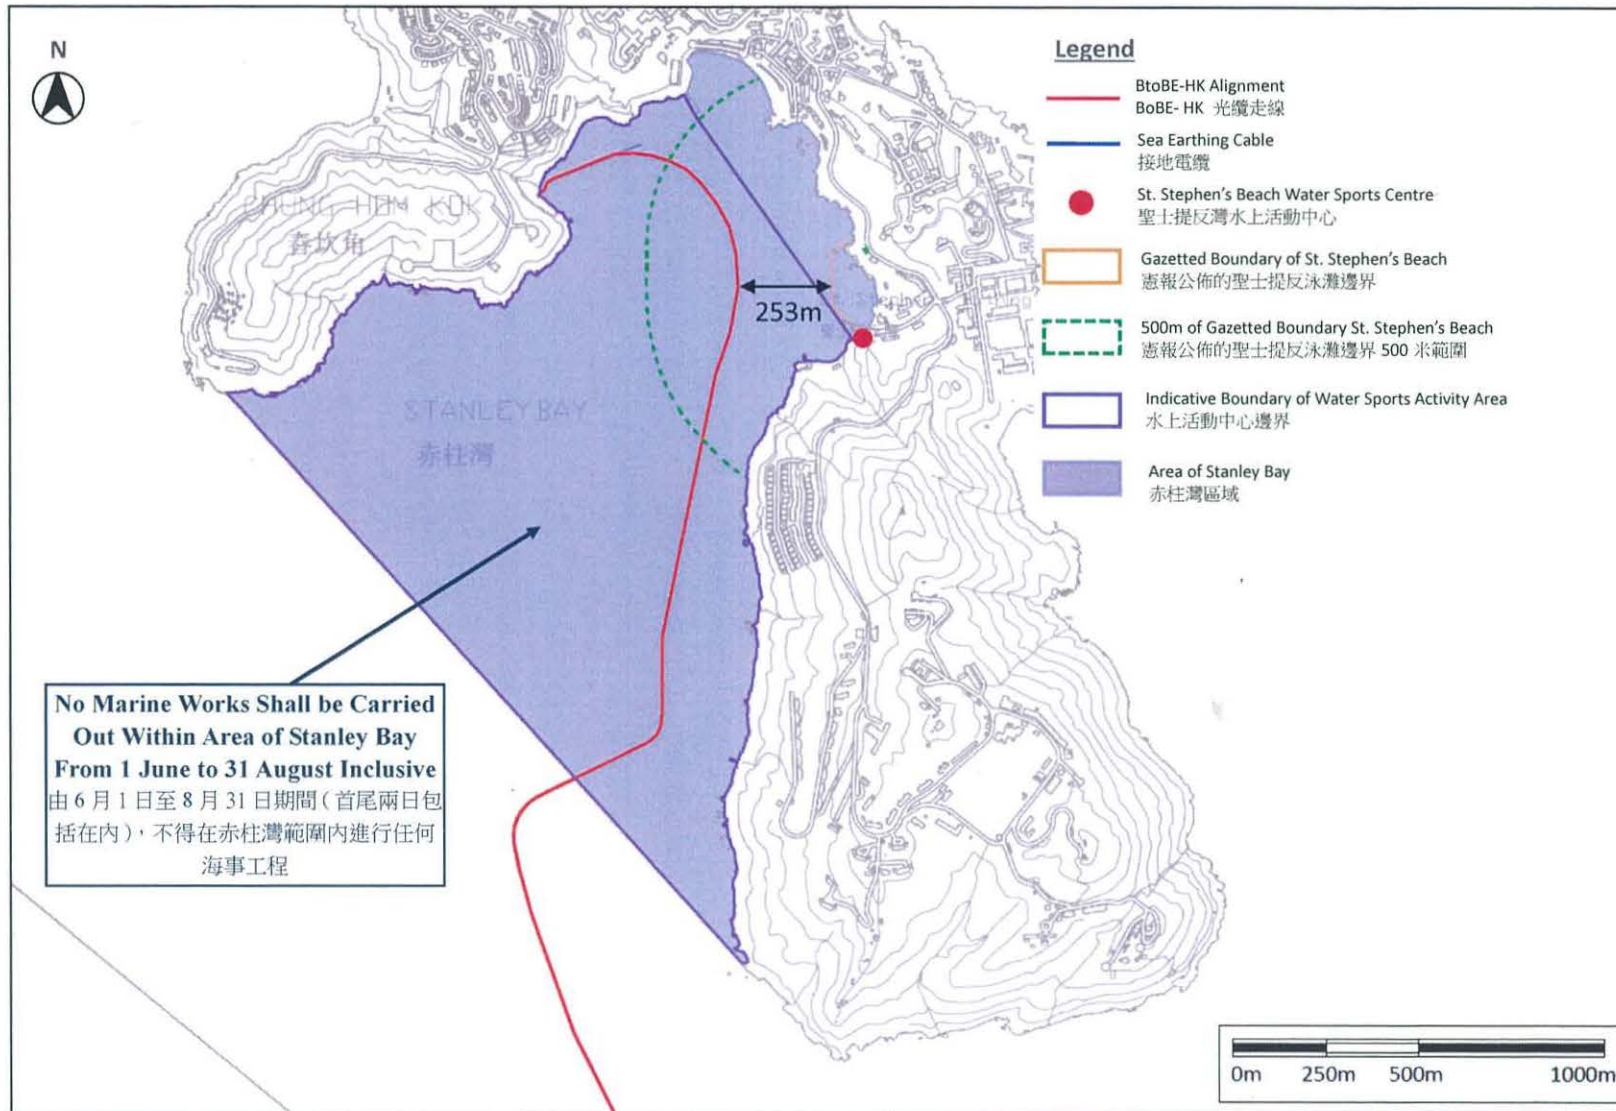 N
Legend
BtoBE-HK Alignment
BoBE- HK 光纜走線
Sea Earthing Cable
接地電纜
St. Stephen's Beach Water Sports Centre
聖士提反灣水上活動中心
Gazetted Boundary of St. Stephen's Beach
憲報公佈的聖士提反泳灘邊界
500m of Gazetted Boundary St. Stephen's Beach
憲報公佈的聖士提反泳灘邊界 500 米範圍
Indicative Boundary of Water Sports Activity Area
水上活動中心邊界
Area of Stanley Bay
赤柱灣區域
CHUNG HOM KOK
舂坎角
253m
STANLEY BAY
赤柱灣
No Marine Works Shall be Carried
Out Within Area of Stanley Bay
From 1 June to 31 August Inclusive
由 6 月 1 日至 8 月 31 日期間 ( 首尾兩日包
括在內 )，不得在赤柱灣範圍內進行任何
海事工程
0m 250m 500m 1000m